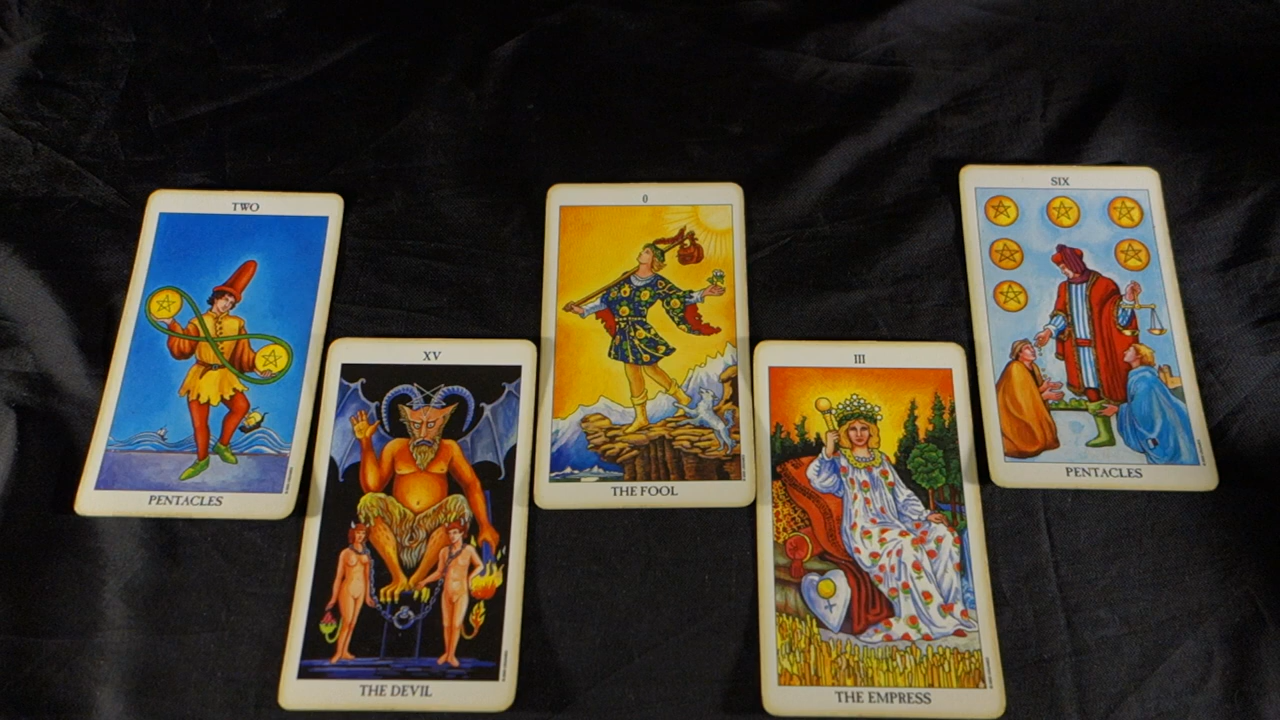 TWO
PENTACLES
XV
THE DEVIL
0
THE FOOL
III
THE EMPRESS
SIX
PENTACLES